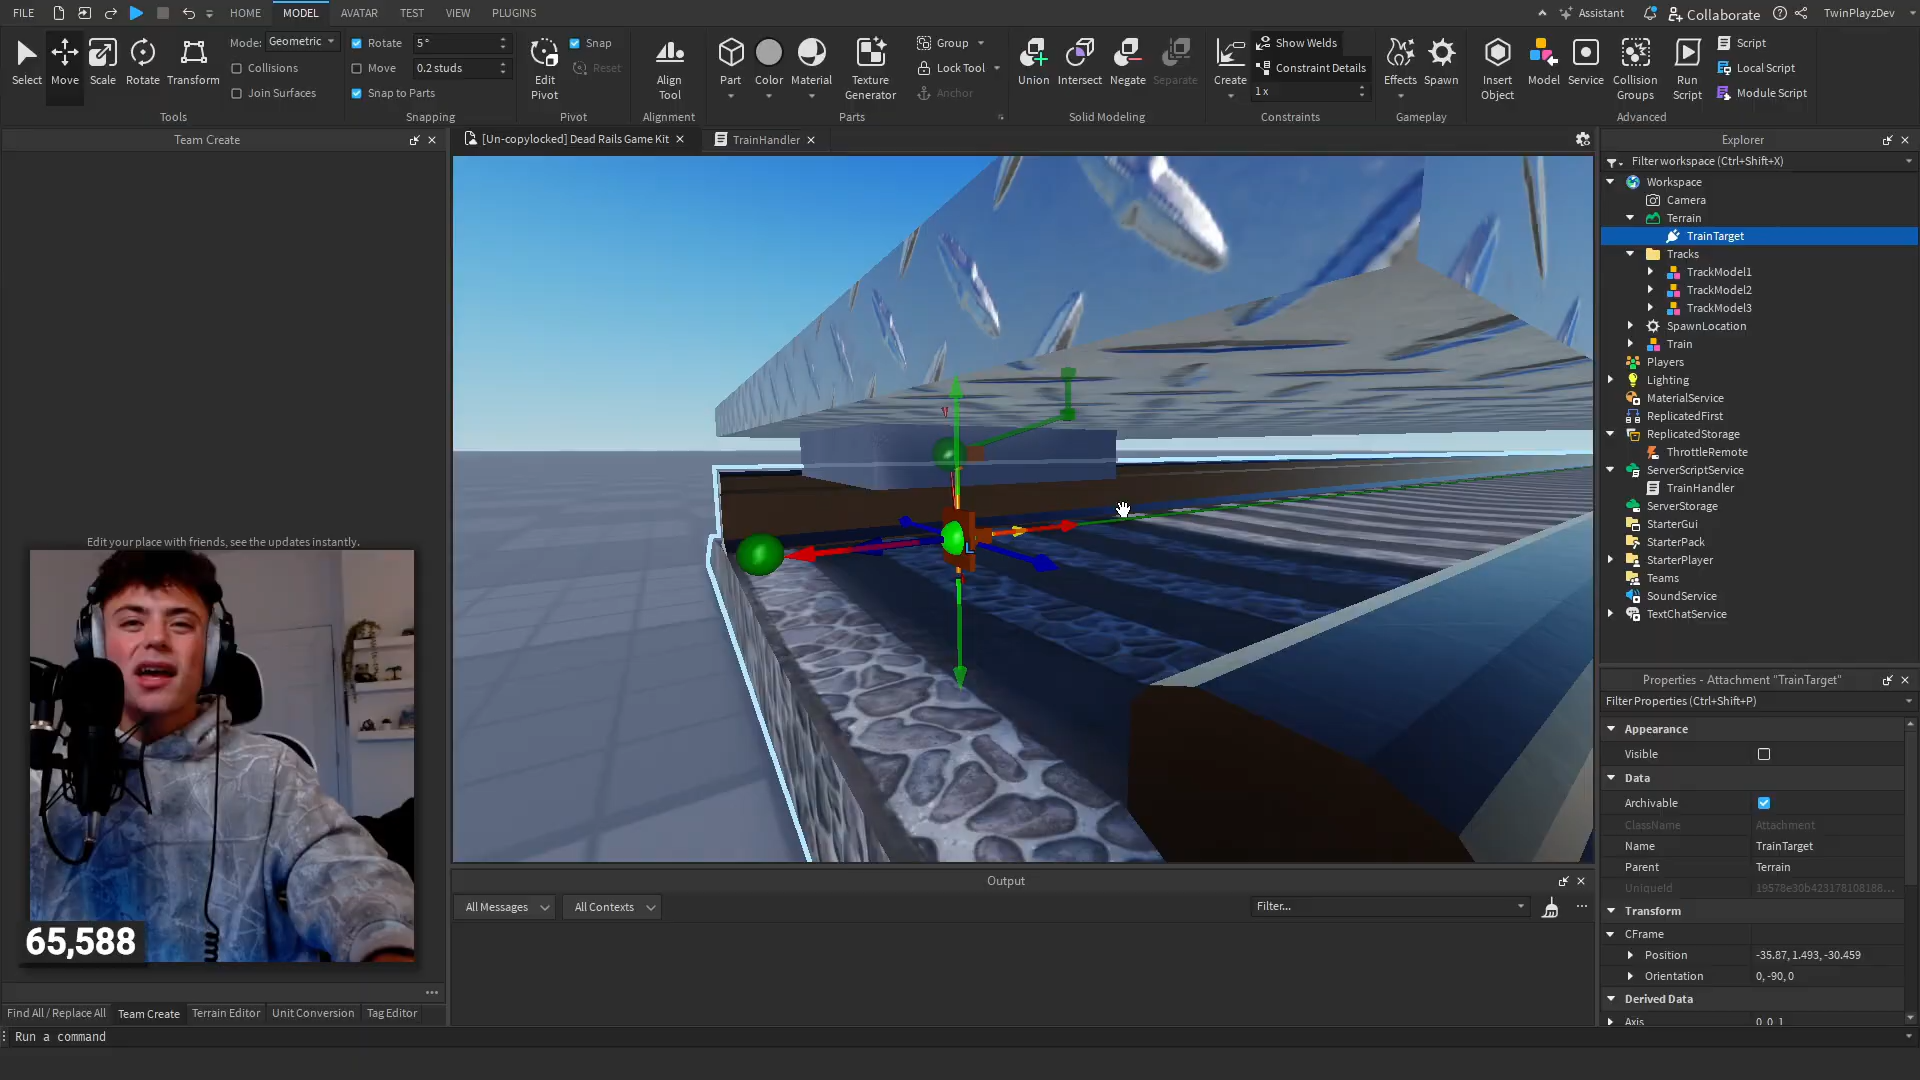 FILE
HOME
MODEL
AVATAR
TEST
VIEW
PLUGINS
Assistant
Collaborate
TwinPlayzDev
Select
Move
Scale
Rotate
Transform
Mode: Geometric
Collisions
Join Surfaces
Tools
Rotate 5°
Move 0.2 studs
Snap to Parts
Snapping
Edit Pivot
Snap
Reset
Pivot
Align Tool
Alignment
Part
Color
Material
Texture Generator
Group
Lock Tool
Anchor
Parts
Union
Intersect
Negate
Separate
Solid Modeling
Create
Show Welds
Constraint Details
1 x
Constraints
Effects
Spawn
Gameplay
Insert Object
Model
Service
Collision Groups
Run Script
Script
Local Script
Module Script
Advanced
Team Create
[Un-copylocked] Dead Rails Game Kit
TrainHandler
Explorer
Filter workspace (Ctrl+Shift+X)
Workspace
Camera
Terrain
TrainTarget
Tracks
TrackModel1
TrackModel2
TrackModel3
SpawnLocation
Train
Players
Lighting
MaterialService
ReplicatedFirst
ReplicatedStorage
ThrottleRemote
ServerScriptService
TrainHandler
ServerStorage
StarterGui
StarterPack
StarterPlayer
Teams
SoundService
TextChatService
Edit your place with friends, see the updates instantly.
65,588
Properties - Attachment "TrainTarget"
Filter Properties (Ctrl+Shift+P)
Appearance
Visible
Data
Archivable
ClassName Attachment
Name TrainTarget
Parent Terrain
UniqueId 19578e30b423178108188...
Transform
CFrame
Position -35.87, 1.493, -30.459
Orientation 0, -90, 0
Derived Data
Axis 0, 0, 1
Output
All Messages
All Contexts
Filter...
Find All / Replace All
Team Create
Terrain Editor
Unit Conversion
Tag Editor
Run a command